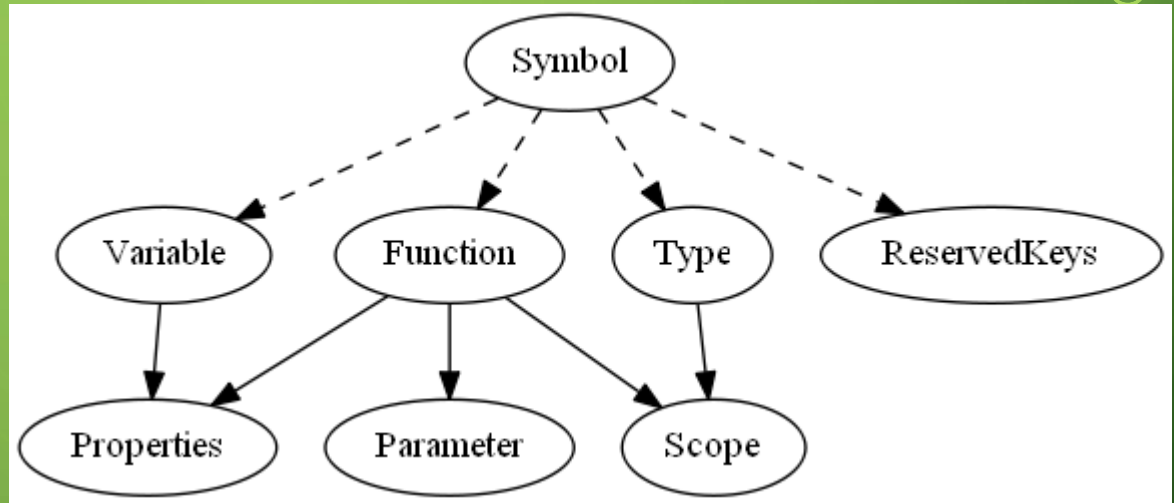 Symbol
Variable
Function
Type
ReservedKeys
Properties
Parameter
Scope